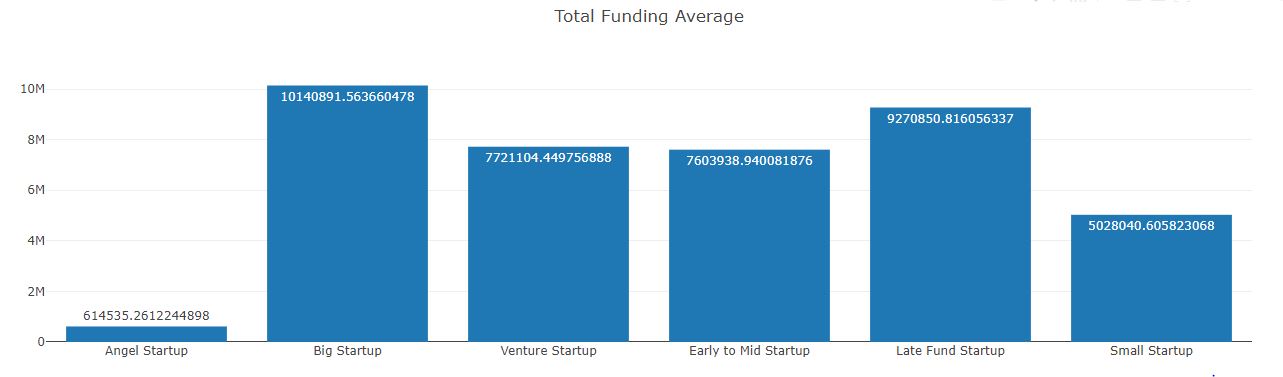 Total Funding Average
10M
8M
6M
4M
2M
0
614535.2612244898
10140891.563660478
7721104.449756888
7603938.940081876
9270850.816056337
5028040.605823068
Angel Startup
Big Startup
Venture Startup
Early to Mid Startup
Late Fund Startup
Small Startup